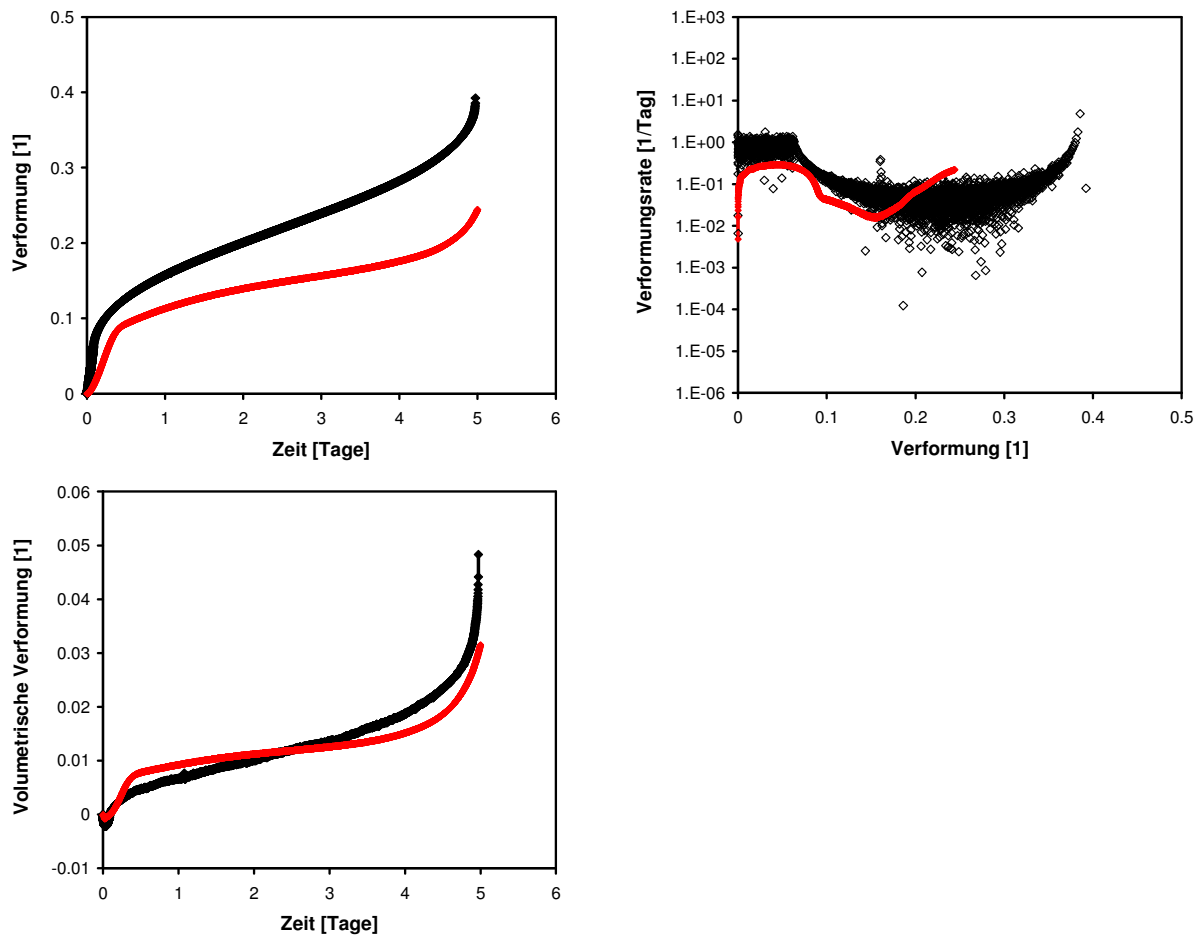 0.5
0.4
0.3
0.2
0.1
0
0 1 2 3 4 5 6
Verformung [1]
Zeit [Tage]
1.E+03
1.E+02
1.E+01
1.E+00
1.E-01
1.E-02
1.E-03
1.E-04
1.E-05
1.E-06
0 0.1 0.2 0.3 0.4 0.5
Verformungsrate [1/Tag]
Verformung [1]
0.06
0.05
0.04
0.03
0.02
0.01
0
-0.01
0 1 2 3 4 5 6
Volumetrische Verformung [1]
Zeit [Tage]